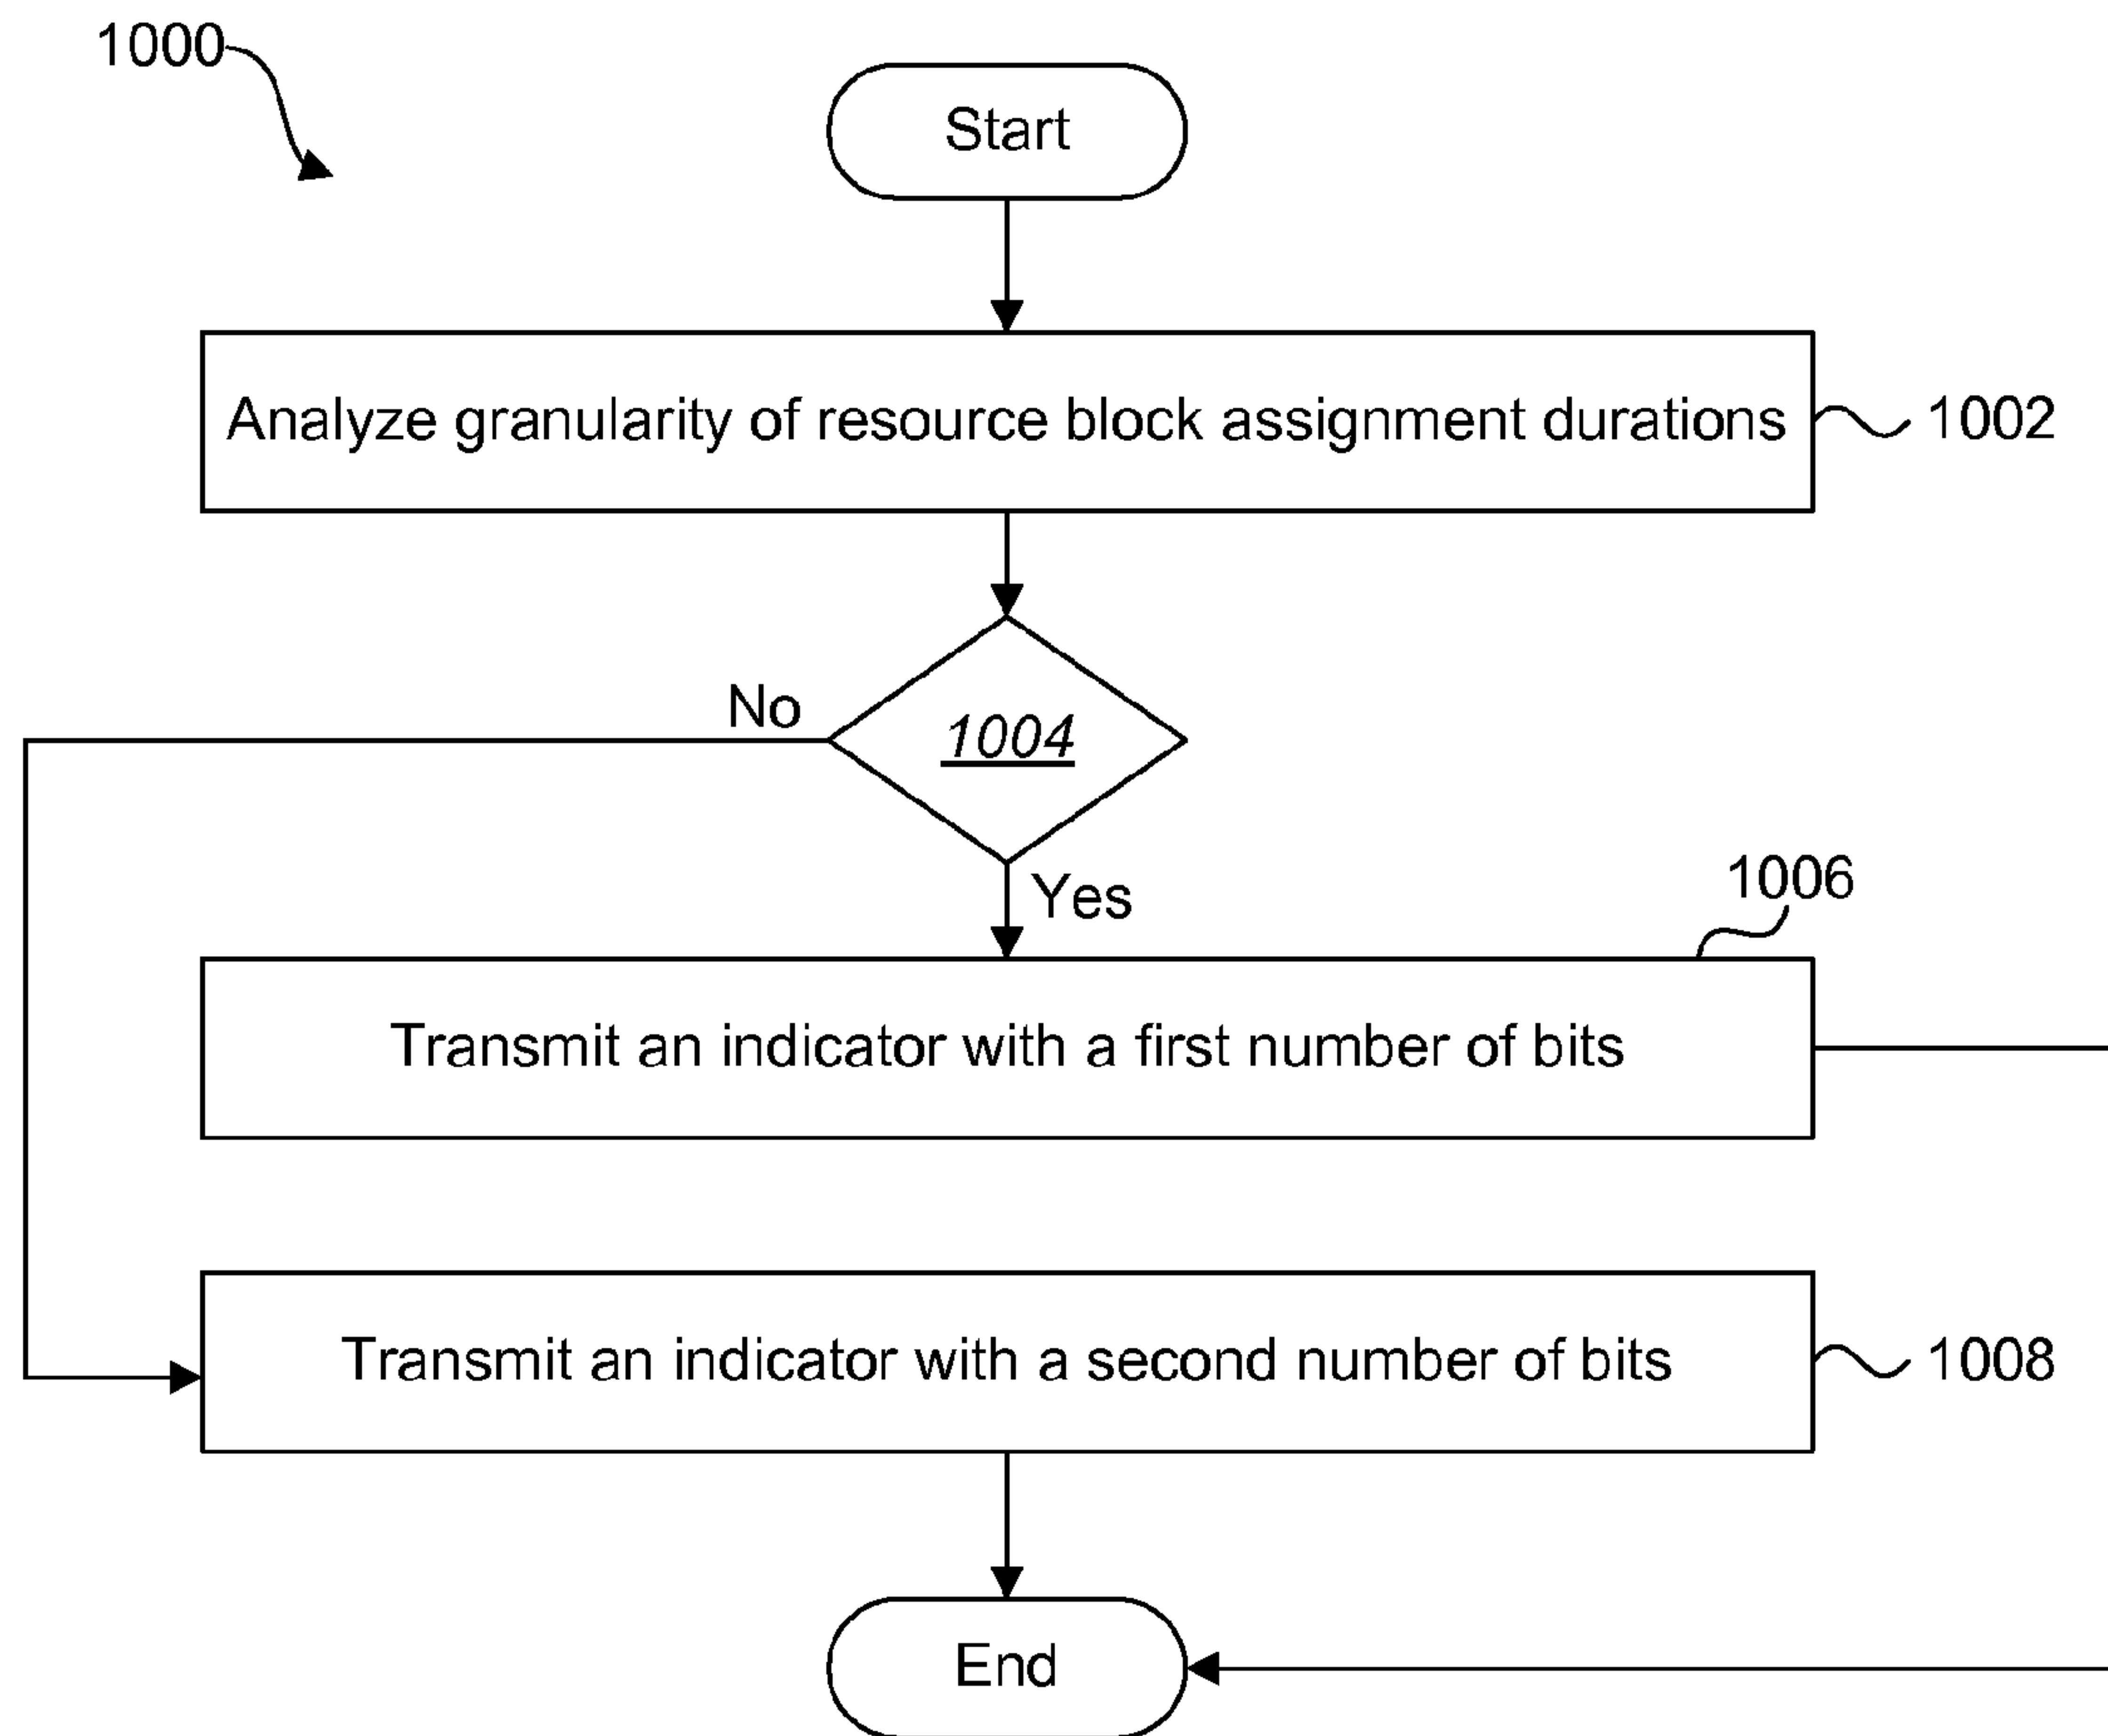 1000
Start
Analyze granularity of resource block assignment durations
1002
No
1004
Yes
1006
Transmit an indicator with a first number of bits
Transmit an indicator with a second number of bits
1008
End